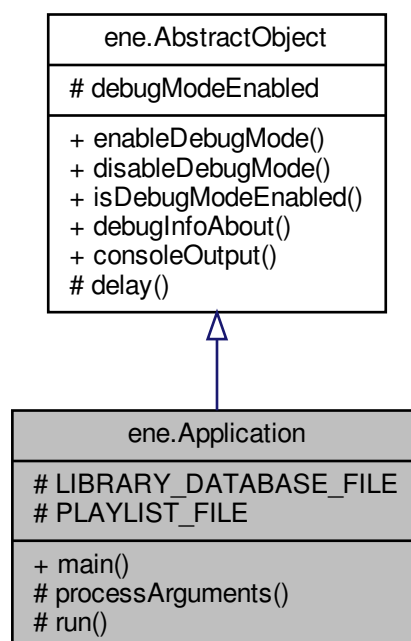 ene.AbstractObject
# debugModeEnabled
+ enableDebugMode()
+ disableDebugMode()
+ isDebugModeEnabled()
+ debugInfoAbout()
+ consoleOutput()
# delay()
ene.Application
# LIBRARY_DATABASE_FILE
# PLAYLIST_FILE
+ main()
# processArguments()
# run()